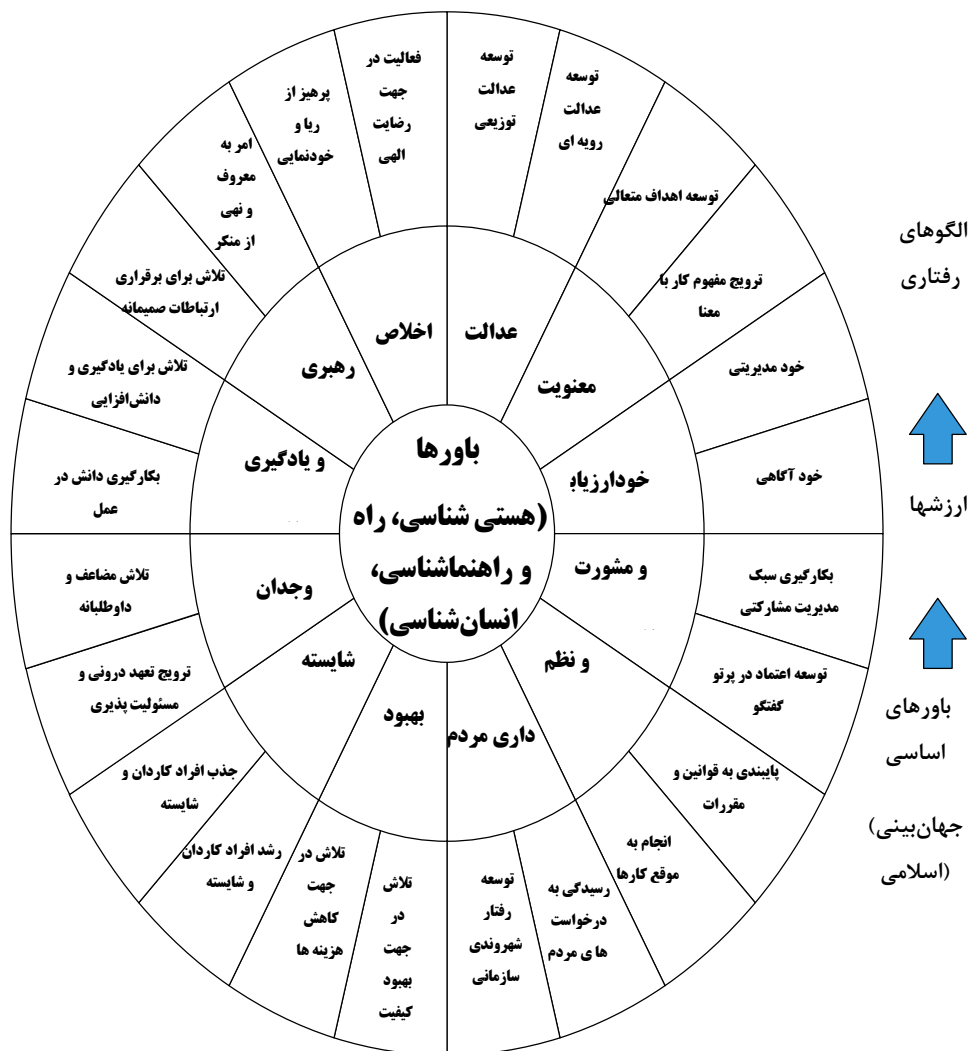 باورها
(هستی شناسی، راه
و راهنماشناسی،
انسان‌شناسی)
عدالت
معنویت
خودارزیاب
و مشورت
و نظم
داری مردم
بهبود
شایسته
وجدان
و یادگیری
رهبری
اخلاص
توسعه
عدالت
توزیعی
توسعه
عدالت
رویه ای
توسعه اهداف متعالی
ترویج مفهوم کار با
معنا
خود مدیریتی
خود آگاهی
بکارگیری سبک
مدیریت مشارکتی
توسعه اعتماد در پرتو
گفتگو
پایبندی به قوانین و
مقررات
انجام به
موقع کارها
رسیدگی به
درخواست
ها ی مردم
توسعه
رفتار
شهروندی
سازمانی
تلاش
در
جهت
بهبود
کیفیت
تلاش در
جهت
کاهش
هزینه ها
رشد افراد کاردان
و شایسته
جذب افراد کاردان و
شایسته
ترویج تعهد درونی و
مسئولیت پذیری
تلاش مضاعف و
داوطلبانه
بکارگیری دانش در
عمل
تلاش برای یادگیری و
دانش‌افزایی
تلاش برای برقراری
ارتباطات صمیمانه
امر به
معروف
و نهی
از منکر
پرهیز از
ریا و
خودنمایی
فعالیت در
جهت
رضایت
الهی
الگوهای
رفتاری
ارزشها
باورهای
اساسی
جهان‌بینی)
(اسلامی